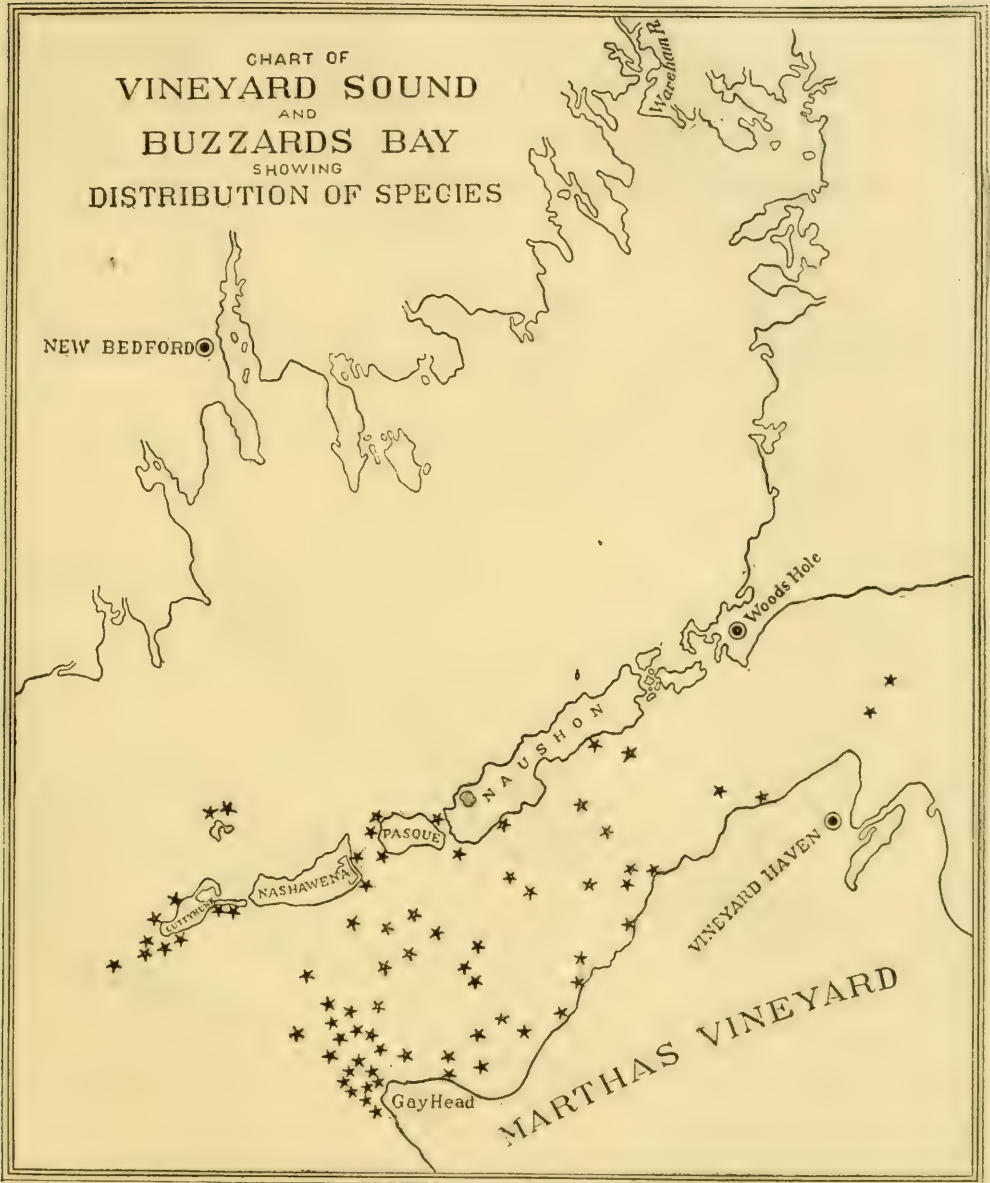 CHART OF
VINEYARD SOUND
AND
BUZZARDS BAY
SHOWING
DISTRIBUTION OF SPECIES
Wareham R.
NEW BEDFORD
Woods Hole
NAUSHON
PASQUE
NASHAWENA
CUTTYHUNK
VINEYARD HAVEN
MARTHAS VINEYARD
Gay Head